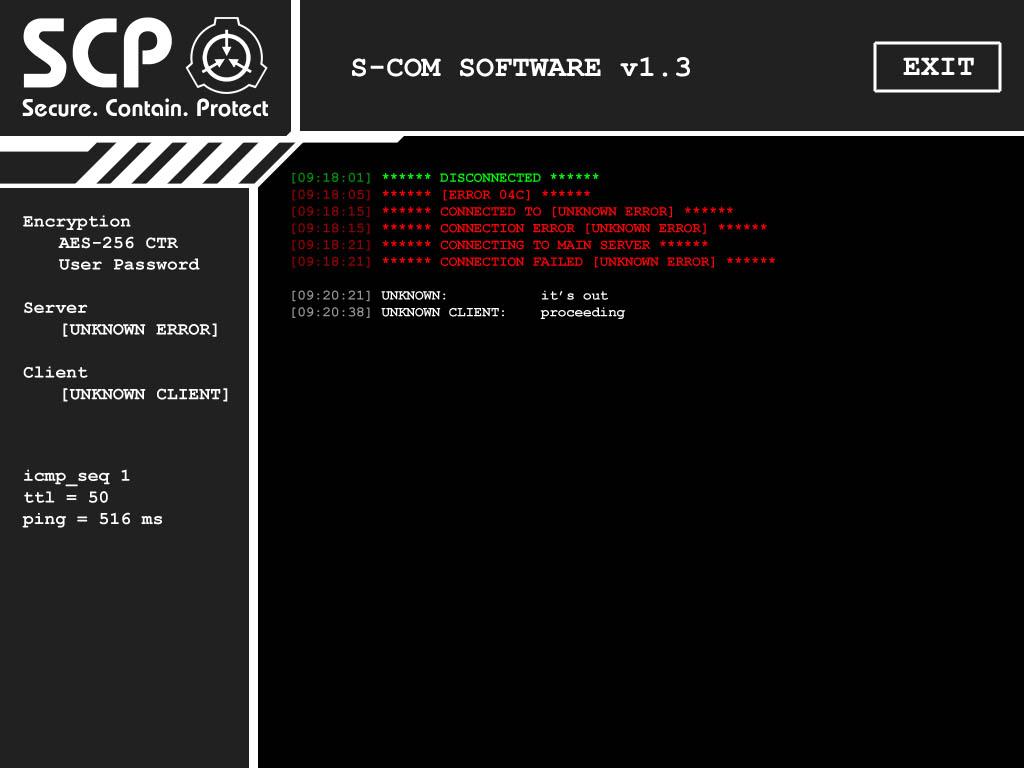 SCP
Secure. Contain. Protect
S-COM SOFTWARE v1.3
EXIT
Encryption
AES-256 CTR
User Password
Server
[UNKNOWN ERROR]
Client
[UNKNOWN CLIENT]
icmp_seq 1
ttl = 50
ping = 516 ms
[09:18:01] ****** DISCONNECTED ******
[09:18:05] ****** [ERROR 04C] ******
[09:18:15] ****** CONNECTED TO [UNKNOWN ERROR] ******
[09:18:15] ****** CONNECTION ERROR [UNKNOWN ERROR] ******
[09:18:21] ****** CONNECTING TO MAIN SERVER ******
[09:18:21] ****** CONNECTION FAILED [UNKNOWN ERROR] ******
[09:20:21] UNKNOWN: it's out
[09:20:38] UNKNOWN CLIENT: proceeding